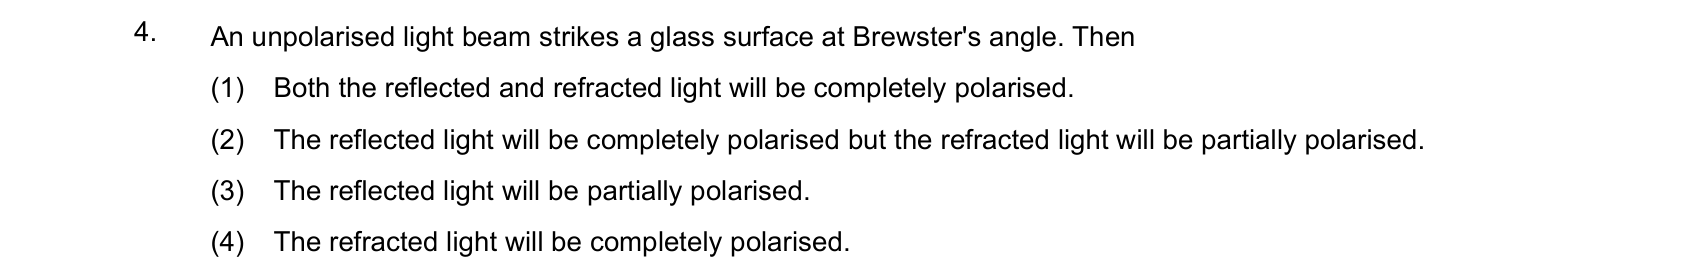 4. An unpolarised light beam strikes a glass surface at Brewster's angle. Then
(1) Both the reflected and refracted light will be completely polarised.
(2) The reflected light will be completely polarised but the refracted light will be partially polarised.
(3) The reflected light will be partially polarised.
(4) The refracted light will be completely polarised.